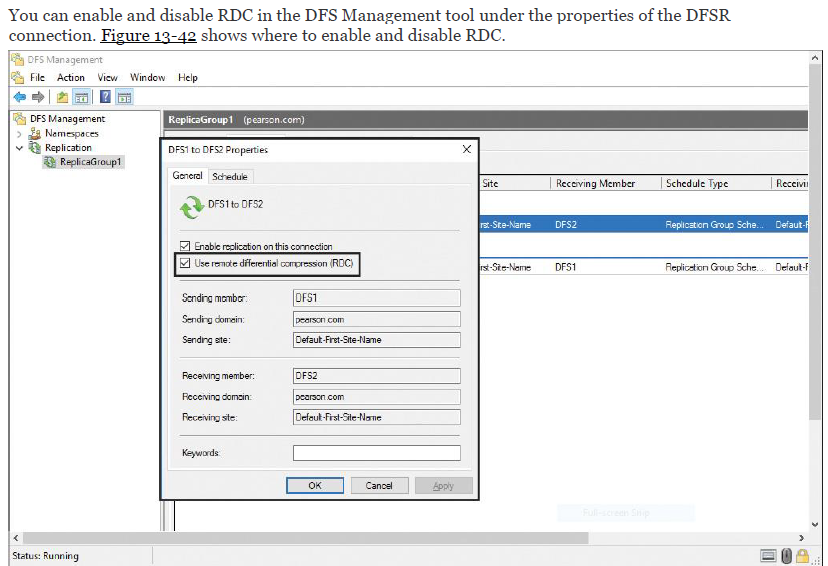 You can enable and disable RDC in the DFS Management tool under the properties of the DFSR
connection. Figure 13-42 shows where to enable and disable RDC.
DFS Management
File Action View Window Help
DFS Management
Namespaces
Replication
ReplicaGroup1
ReplicaGroup1 (pearson.com)
DFS1 to DFS2 Properties
General Schedule
DFS1 to DFS2
Enable replication on this connection
Use remote differential compression (RDC)
Sending member: DFS1
Sending domain: pearson.com
Sending site: Default-First-Site-Name
Receiving member: DFS2
Receiving domain: pearson.com
Receiving site: Default-First-Site-Name
Keywords:
OK Cancel Apply
Site Receiving Member Schedule Type Receivi
rst-Site-Name DFS2 Replication Group Sche... Default-F
rst-Site-Name DFS1 Replication Group Sche... Default-F
Full-screen Snip
Status: Running